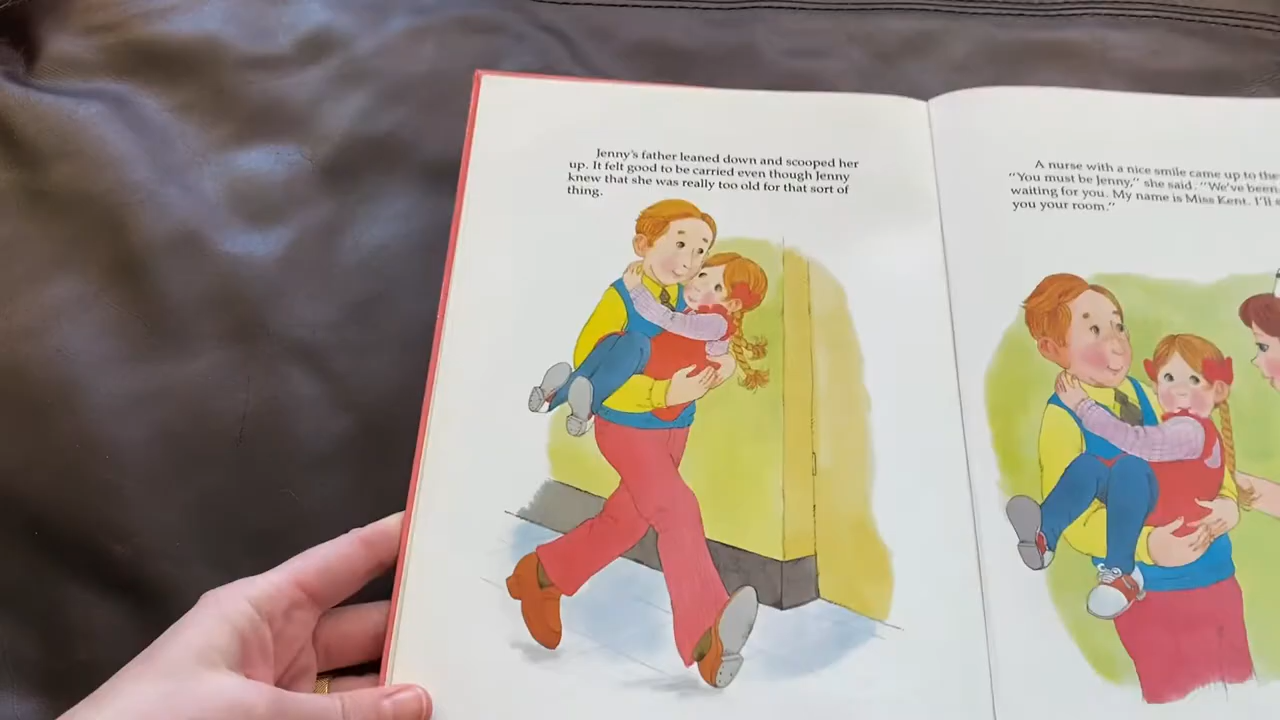 Jenny's father leaned down and scooped her
up. It felt good to be carried even though Jenny
knew that she was really too old for that sort of
thing.
A nurse with a nice smile came up to the
"You must be Jenny," she said. "We've been
waiting for you. My name is Miss Kent. I'll
you your room."